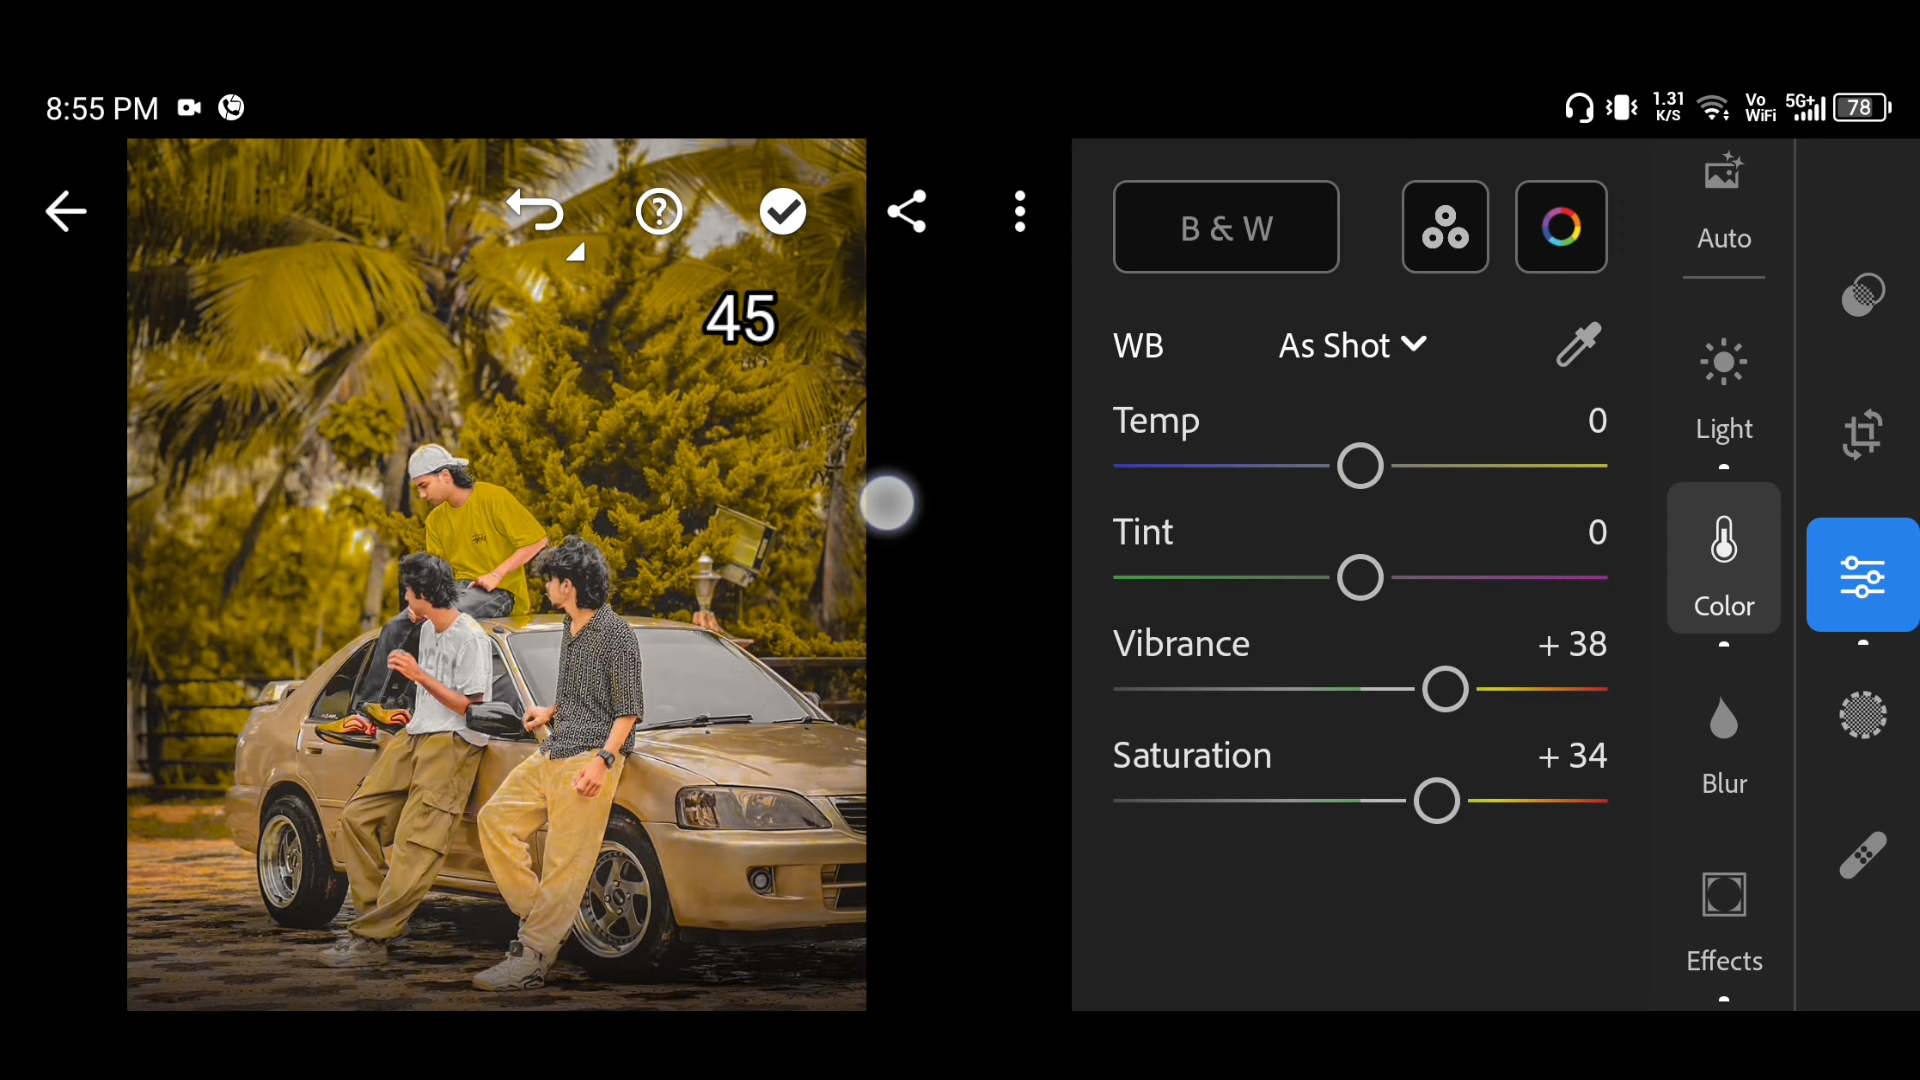 8:55 PM
1.31
K/S
Vo
WiFi
5G+
78
B & W
Auto
45
WB
As Shot
Light
Temp
0
Tint
0
Color
Vibrance
+ 38
Saturation
+ 34
Blur
Effects